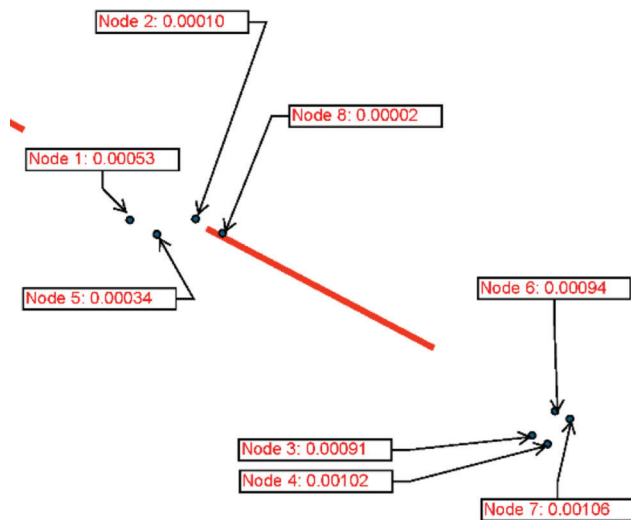 Node 2: 0.00010
Node 8: 0.00002
Node 1: 0.00053
Node 5: 0.00034
Node 6: 0.00094
Node 3: 0.00091
Node 4: 0.00102
Node 7: 0.00106